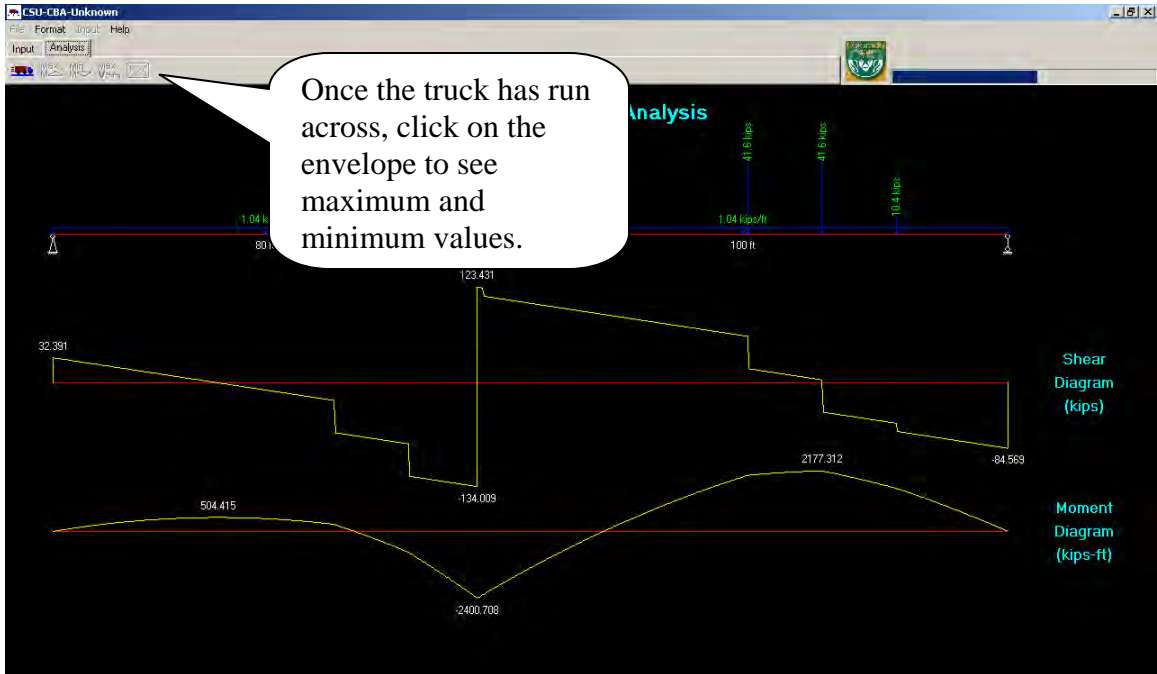 CSU-CBA-Unknown
File Format Input Help
Input Analysis
Max Min
Once the truck has run
across, click on the
envelope to see
maximum and
minimum values.
Analysis
41.6 kips
41.6 kips
10.4 kips
1.04 k
1.04 kips/ft
80
100 ft
123.431
32.391
Shear
Diagram
(kips)
-84.569
-134.009
2177.312
504.415
Moment
Diagram
(kips-ft)
-2400.708